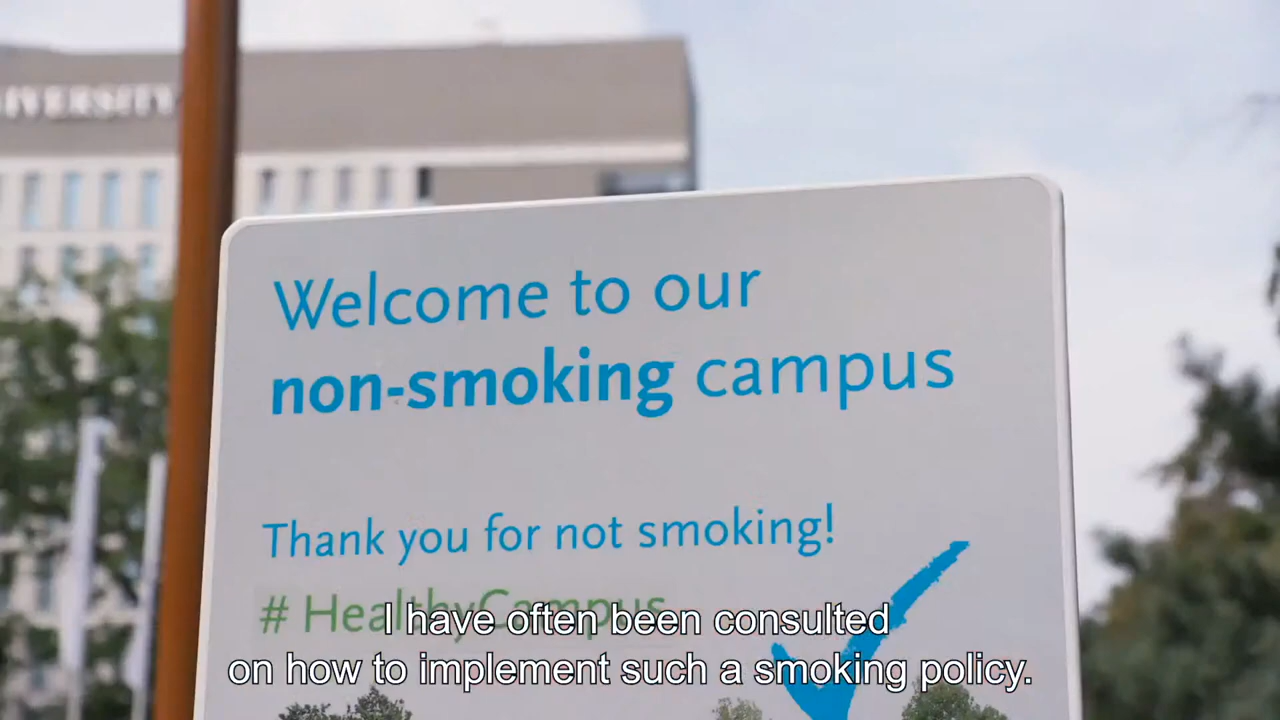 Welcome to our
non-smoking campus
Thank you for not smoking!
# HealthyCampus
I have often been consulted
on how to implement such a smoking policy.